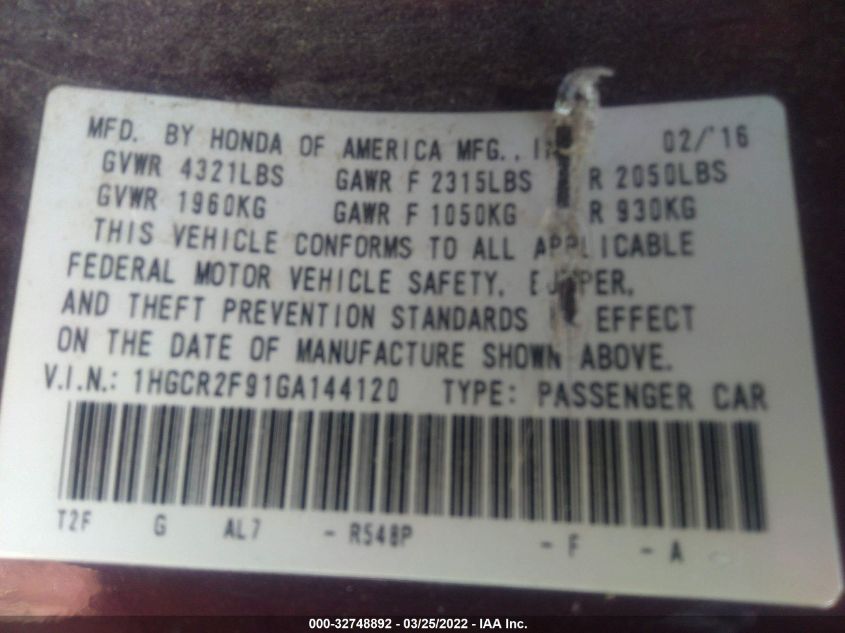 MFD. BY HONDA OF AMERICA MFG., 02/'16
GVWR 4321LBS GAWR F 2315LBS R 2050LBS
GVWR 1960KG GAWR F 1050KG R 930KG
THIS VEHICLE CONFORMS TO ALL APPLICABLE
FEDERAL MOTOR VEHICLE SAFETY,
AND THEFT PREVENTION STANDARDS EFFECT
ON THE DATE OF MANUFACTURE SHOWN ABOVE.
V.I.N.: 1HGCR2F91GA144120 TYPE: PASSENGER CAR
T2F G AL7 - R548P - F - A
000-32748892 - 03/25/2022 - IAA Inc.